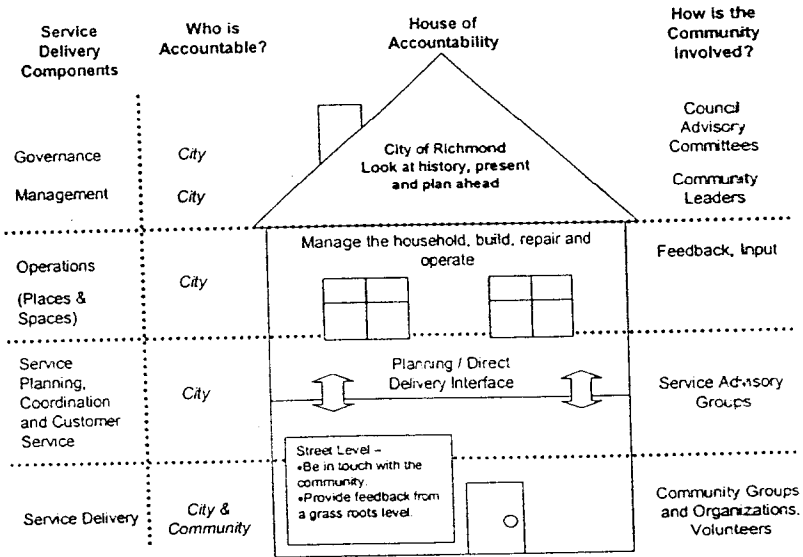 Service
Delivery
Components
Who is
Accountable?
House of
Accountability
How is the
Community
Involved?
Governance
City
City of Richmond
Look at history, present
and plan ahead
Council
Advisory
Committees
Management
City
Community
Leaders
Operations
(Places &
Spaces)
City
Manage the household, build, repair and
operate
Feedback, Input
Service
Planning,
Coordination
and Customer
Service
City
Planning / Direct
Delivery Interface
Service Advisory
Groups
Service Delivery
City &
Community
Street Level –
•Be in touch with the
community.
•Provide feedback from
a grass roots level.
Community Groups
and Organizations.
Volunteers